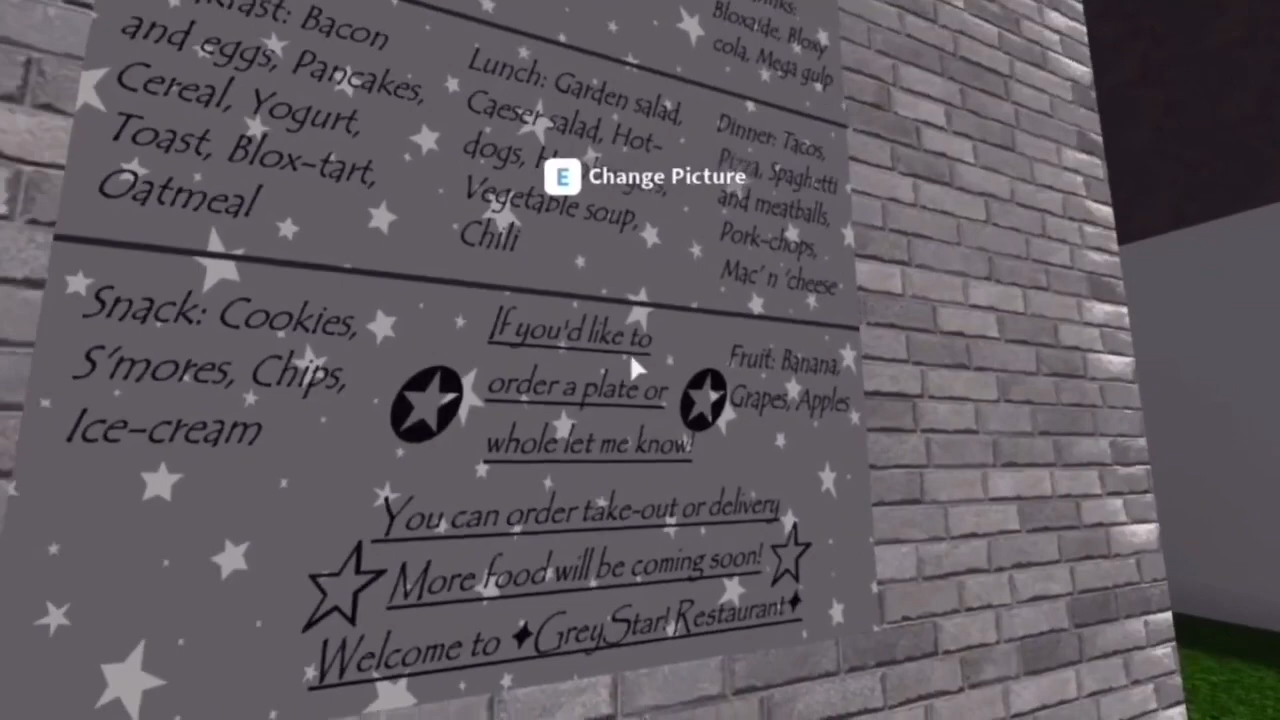 Bacon
and eggs, Pancakes,
Cereal, Yogurt,
Toast, Blox-tart,
Oatmeal
Lunch: Garden salad,
Caeser salad, Hot-
dogs,
Vegetable soup,
Chili
Bloxaide, Bloxy
cola, Mega gulp
Dinner: Tacos,
Pizza, Spaghetti
and meatballs,
Pork-chops,
Mac' n 'cheese
E Change Picture
Snack: Cookies,
S'mores, Chips,
Ice-cream
If you'd like to
order a plate or
whole let me know!
Fruit: Banana,
Grapes, Apples
You can order take-out or delivery
More food will be coming soon!
Welcome to ✦GreyStar! Restaurant✦